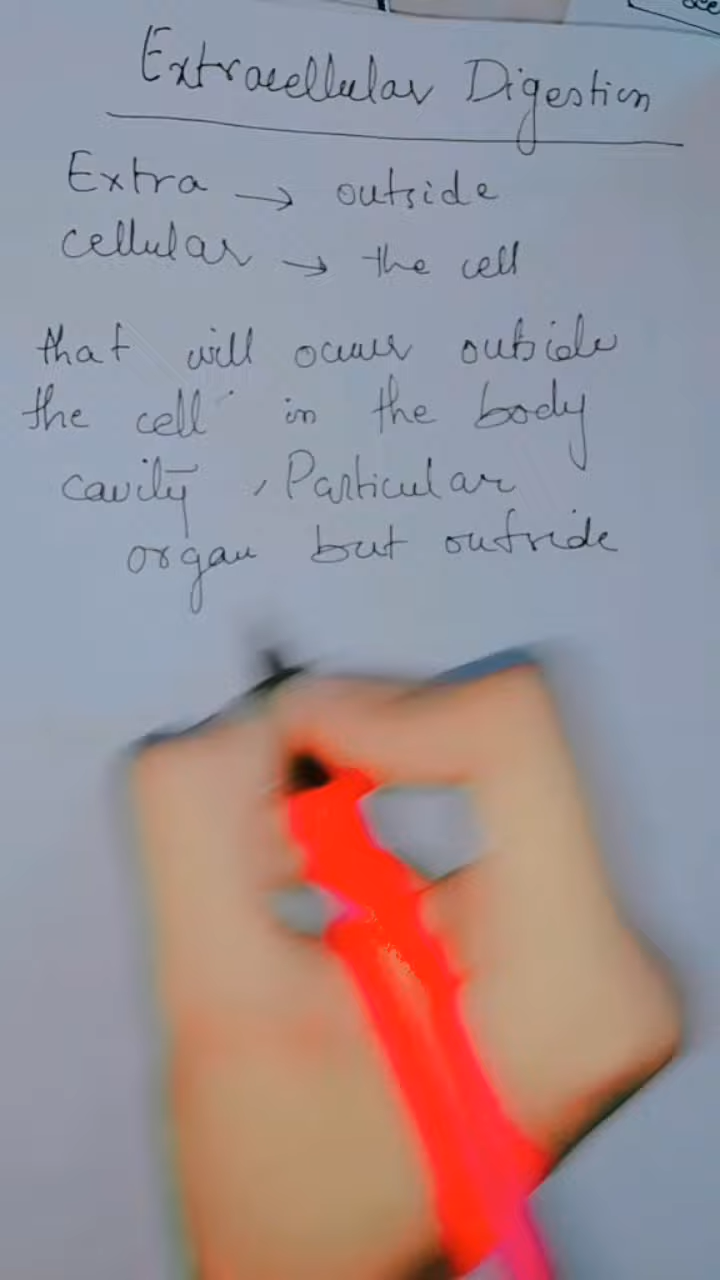 Extracellular Digestion
Extra → outside
cellular → the cell
that will occur outside
the cell in the body
cavity, Particular
organ but outside